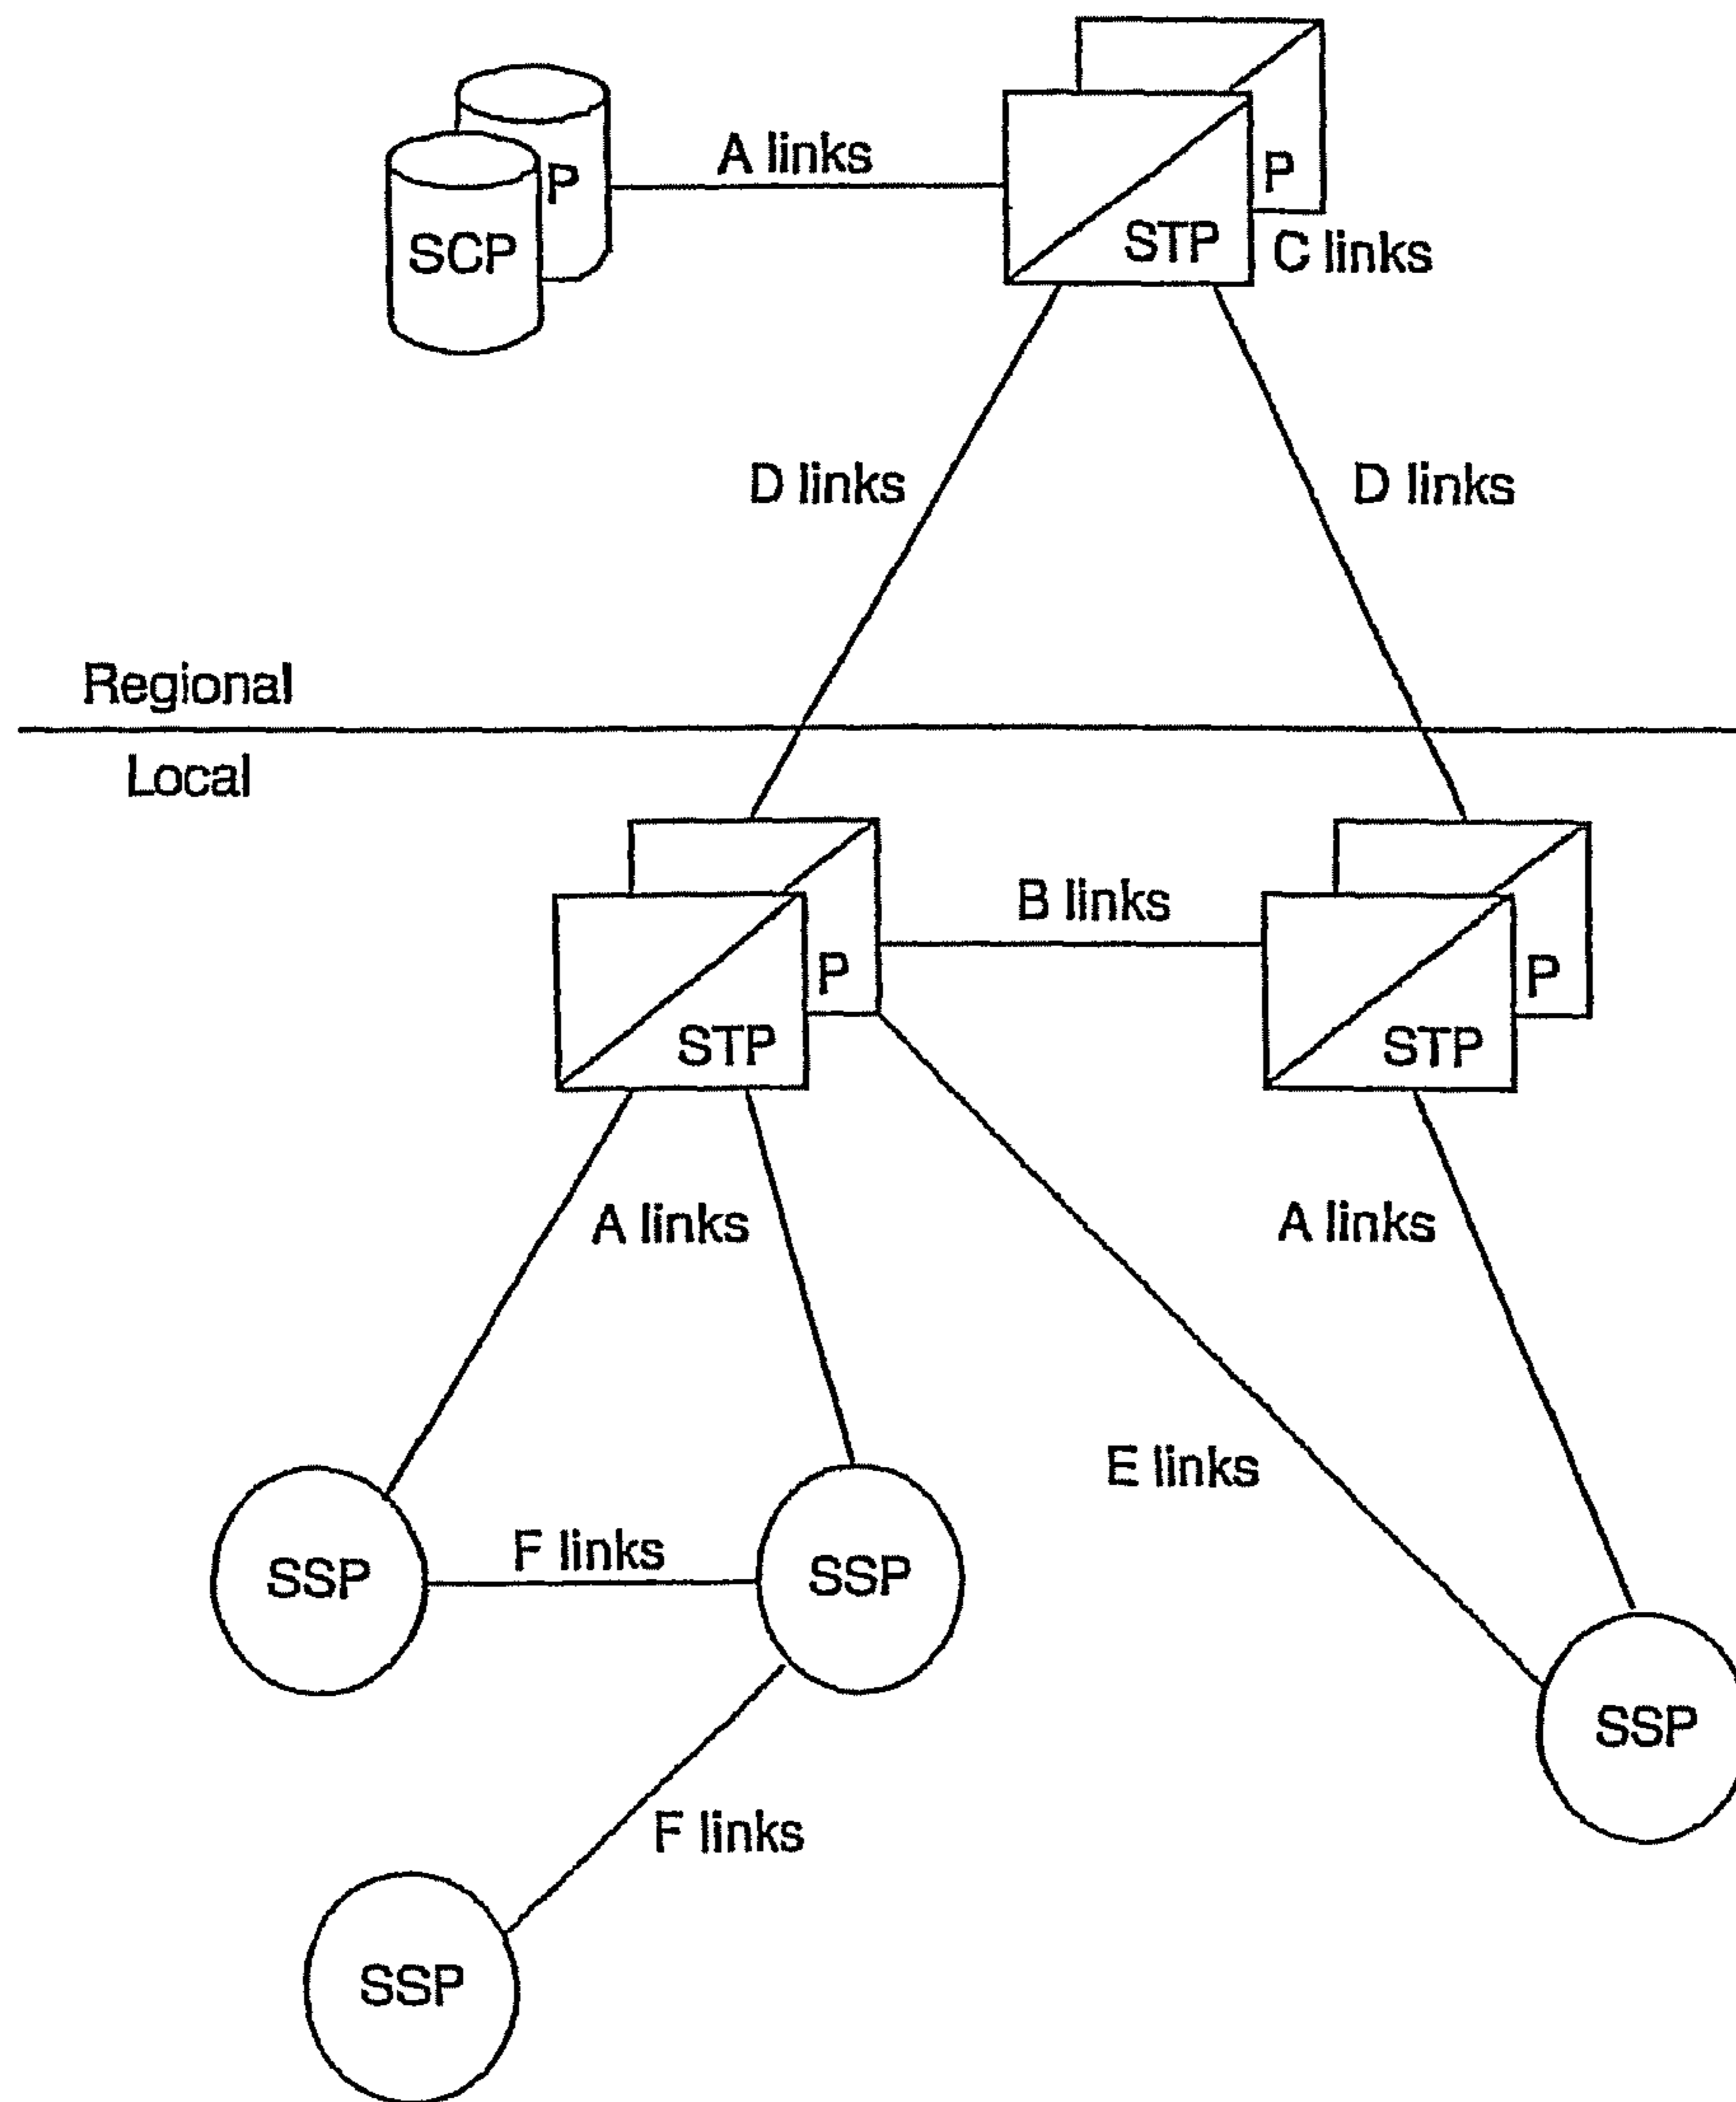 A links
P
P
SCP
STP
C links
D links
D links
Regional
Local
B links
P
P
STP
STP
A links
A links
E links
F links
SSP
SSP
SSP
F links
SSP